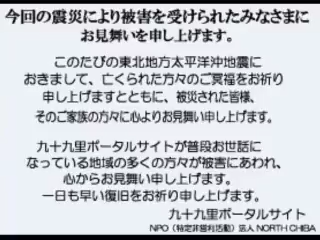 今回の震災により被害を受けられたみなさまに
お見舞いを申し上げます。
このたびの東北地方太平洋沖地震に
おきまして、亡くられた方々のご冥福をお祈り
申し上げますとともに、被災された皆様、
そのご家族の方々に心よりお見舞い申し上げます。
九十九里ポータルサイトが普段お世話に
なっている地域の多くの方々が被害にあわれ、
心からお見舞い申し上げます。
一日も早い復旧をお祈り申し上げます。
九十九里ポータルサイト
NPO（特定非営利活動）法人 NORTH CHIBA